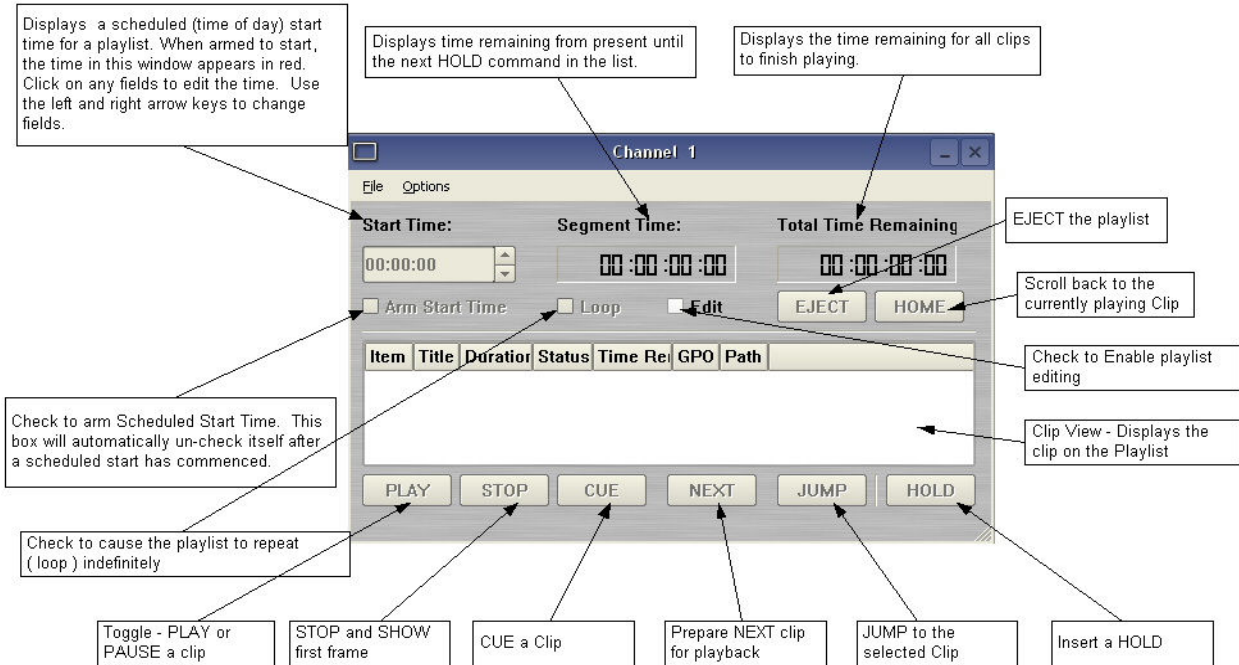 Displays a scheduled (time of day) start
time for a playlist. When armed to start,
the time in this window appears in red.
Click on any fields to edit the time. Use
the left and right arrow keys to change
fields.
Displays time remaining from present until
the next HOLD command in the list.
Displays the time remaining for all clips
to finish playing.
Channel 1
File Options
Start Time:
Segment Time:
Total Time Remaining
EJECT the playlist
00:00:00
00:00:00:00
00:00:00:00
Scroll back to the
currently playing Clip
Arm Start Time
Loop
Edit
EJECT
HOME
Item Title Duration Status Time Rei GPO Path
Check to Enable playlist
editing
Check to arm Scheduled Start Time. This
box will automatically un-check itself after
a scheduled start has commenced.
Clip View - Displays the
clip on the Playlist
PLAY
STOP
CUE
NEXT
JUMP
HOLD
Check to cause the playlist to repeat
( loop ) indefinitely
Toggle - PLAY or
PAUSE a clip
STOP and SHOW
first frame
CUE a Clip
Prepare NEXT clip
for playback
JUMP to the
selected Clip
Insert a HOLD